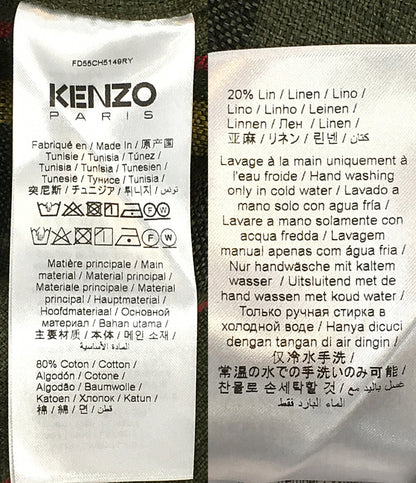 FD55CH5149RY
KENZO
PARIS
Fabriqué en / Made In / 原产国
Tunisie / Tunisia / Túnez /
Tunisia / Tunísia / Tunesien /
Tunesië / Тунисе / Tunisia /
突尼斯 / チュニジア / 튀니지 / تونس
Matière principale / Main
material / Material principal /
Materiale principale / Material
principal / Hauptmaterial /
Hoofdmateriaal / Основной
материал / Bahan utama /
主要材质 / 本体 / 메인 소재 /
المادة الأساسية
80% Coton / Cotton /
Algodón / Cotone /
Algodão / Baumwolle /
Katoen / Хлопок / Katun /
棉 / 綿 / 면 / قطن
20% Lin / Linen / Lino /
Lino / Linho / Leinen /
Linnen / Лен / Linen /
亚麻 / リネン / 린넨 / كتان
Lavage à la main uniquement à
l'eau froide / Hand washing
only in cold water / Lavado a
mano solo con agua fría /
Lavare a mano solamente con
acqua fredda / Lavagem
manual apenas com água fria /
Nur handwäsche mit kaltem
wasser / Uitsluitend met de
hand wassen met koud water /
Только ручная стирка в
холодной воде / Hanya dicuci
dengan tangan di air dingin /
仅冷水手洗 /
常温の水での手洗いのみ可能 /
찬물로 손세탁할 것 / غسل باليد مع
الماء البارد فقط